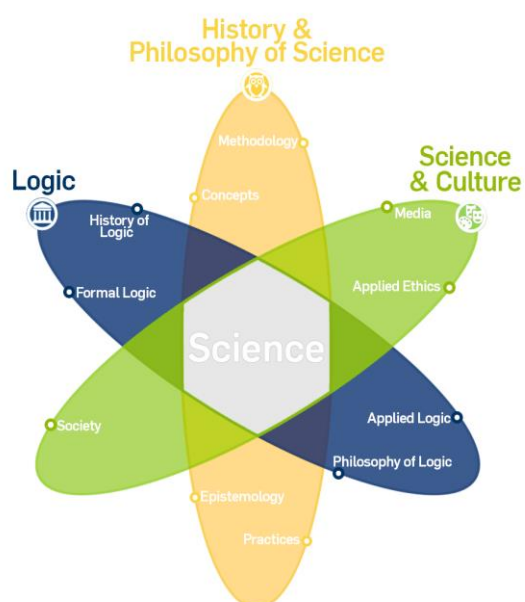 History &
Philosophy of Science
Methodology
Science
& Culture
Logic
Concepts
Media
History of
Logic
Applied Ethics
Formal Logic
Science
Applied Logic
Society
Philosophy of Logic
Epistemology
Practices